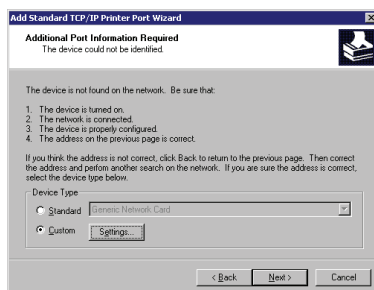 Add Standard TCP/IP Printer Port Wizard
Additional Port Information Required
The device could not be identified.
The device is not found on the network. Be sure that:
1. The device is turned on.
2. The network is connected.
3. The device is properly configured.
4. The address on the previous page is correct.
If you think the address is not correct, click Back to return to the previous page. Then correct
the address and perform another search on the network. If you are sure the address is correct,
select the device type below.
Device Type
Standard
Generic Network Card
Custom
Settings...
< Back
Next >
Cancel